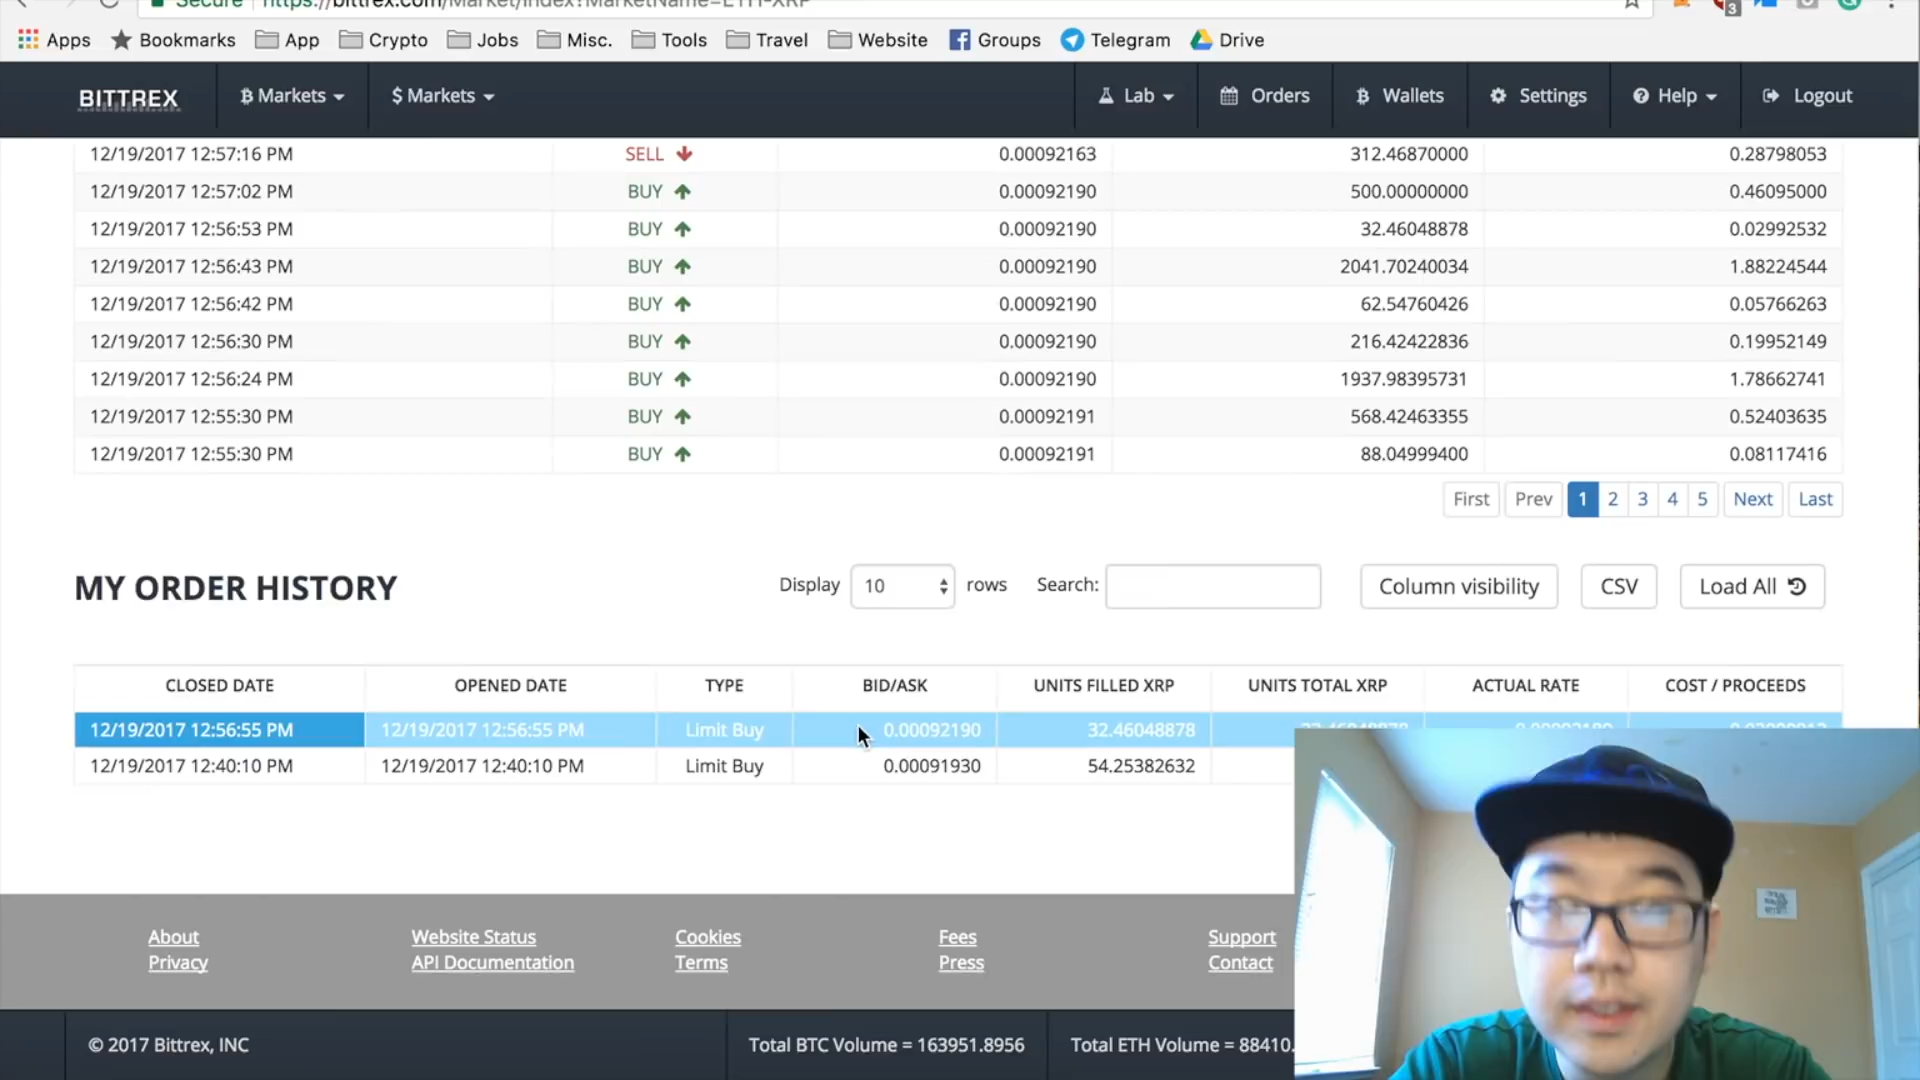 Secure https://bittrex.com/Market/Index?MarketName=ETH-XRP
3
Apps Bookmarks App Crypto Jobs Misc. Tools Travel Website Groups Telegram Drive
BITTREX Markets $ Markets Lab Orders Wallets Settings Help Logout
12/19/2017 12:57:16 PM SELL 0.00092163 312.46870000 0.28798053
12/19/2017 12:57:02 PM BUY 0.00092190 500.00000000 0.46095000
12/19/2017 12:56:53 PM BUY 0.00092190 32.46048878 0.02992532
12/19/2017 12:56:43 PM BUY 0.00092190 2041.70240034 1.88224544
12/19/2017 12:56:42 PM BUY 0.00092190 62.54760426 0.05766263
12/19/2017 12:56:30 PM BUY 0.00092190 216.42422836 0.19952149
12/19/2017 12:56:24 PM BUY 0.00092190 1937.98395731 1.78662741
12/19/2017 12:55:30 PM BUY 0.00092191 568.42463355 0.52403635
12/19/2017 12:55:30 PM BUY 0.00092191 88.04999400 0.08117416
First Prev 1 2 3 4 5 Next Last
MY ORDER HISTORY Display 10 rows Search: Column visibility CSV Load All
CLOSED DATE OPENED DATE TYPE BID/ASK UNITS FILLED XRP UNITS TOTAL XRP ACTUAL RATE COST / PROCEEDS
12/19/2017 12:56:55 PM 12/19/2017 12:56:55 PM Limit Buy 0.00092190 32.46048878
12/19/2017 12:40:10 PM 12/19/2017 12:40:10 PM Limit Buy 0.00091930 54.25382632
About Website Status Cookies Fees Support
Privacy API Documentation Terms Press Contact
© 2017 Bittrex, INC Total BTC Volume = 163951.8956 Total ETH Volume = 88410.